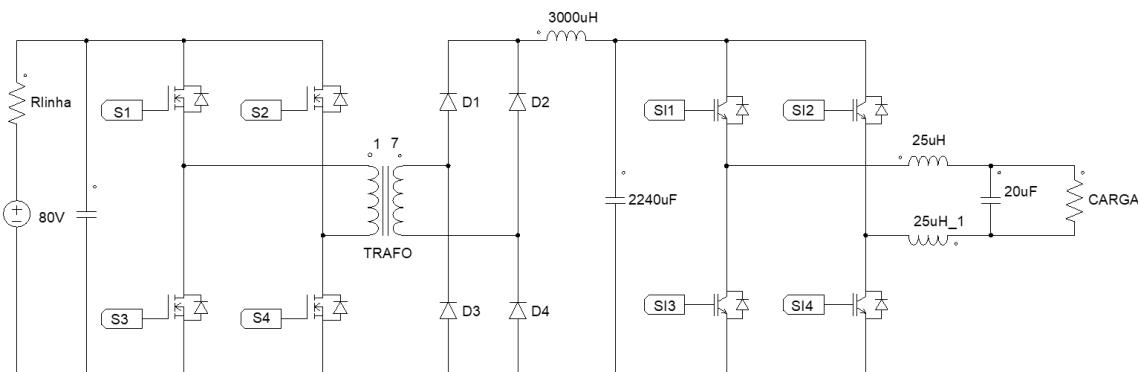 3000uH
Rlinha
S1
S2
D1
D2
SI1
SI2
1 7
25uH
80V
2240uF
20uF
CARGA
25uH_1
TRAFO
S3
S4
D3
D4
SI3
SI4